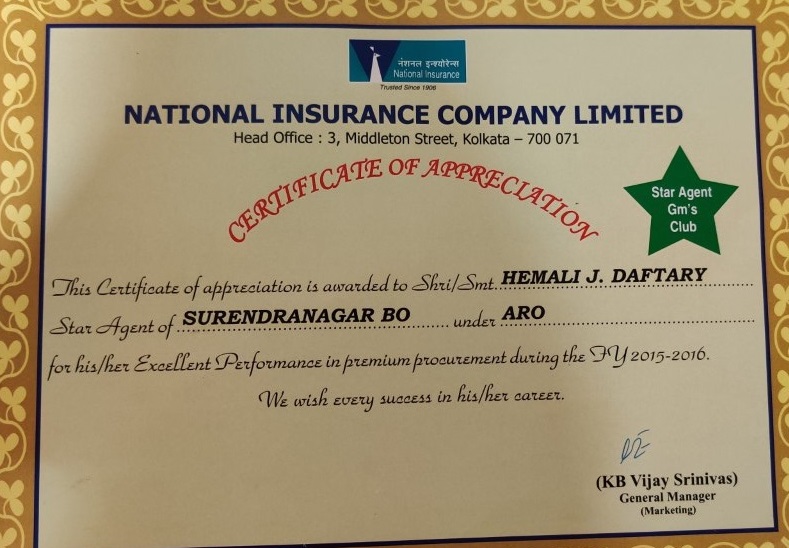 नेशनल इन्श्योरेन्स
National Insurance
Trusted Since 1906
NATIONAL INSURANCE COMPANY LIMITED
Head Office : 3, Middleton Street, Kolkata – 700 071
CERTIFICATE OF APPRECIATION
Star Agent
Gm's
Club
This Certificate of appreciation is awarded to Shri/Smt. HEMALI J. DAFTARY
Star Agent of SURENDRANAGAR BO under ARO
for his/her Excellent Performance in premium procurement during the FY 2015-2016.
We wish every success in his/her career.
(KB Vijay Srinivas)
General Manager
(Marketing)